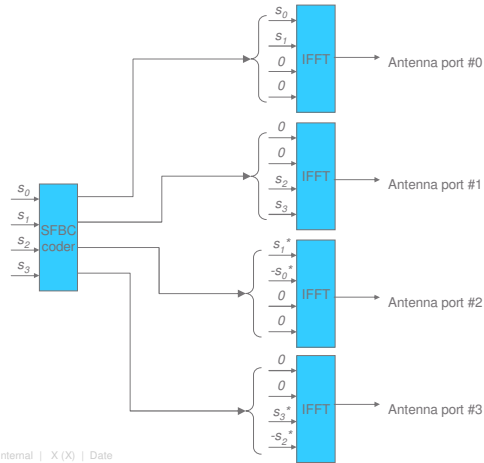 s0
s1
0
0
IFFT
Antenna port #0
0
0
s2
s3
IFFT
Antenna port #1
s0
s1
s2
s3
SFBC
coder
s1*
-s0*
0
0
IFFT
Antenna port #2
0
0
s3*
-s2*
IFFT
Antenna port #3
nternal | X (X) | Date